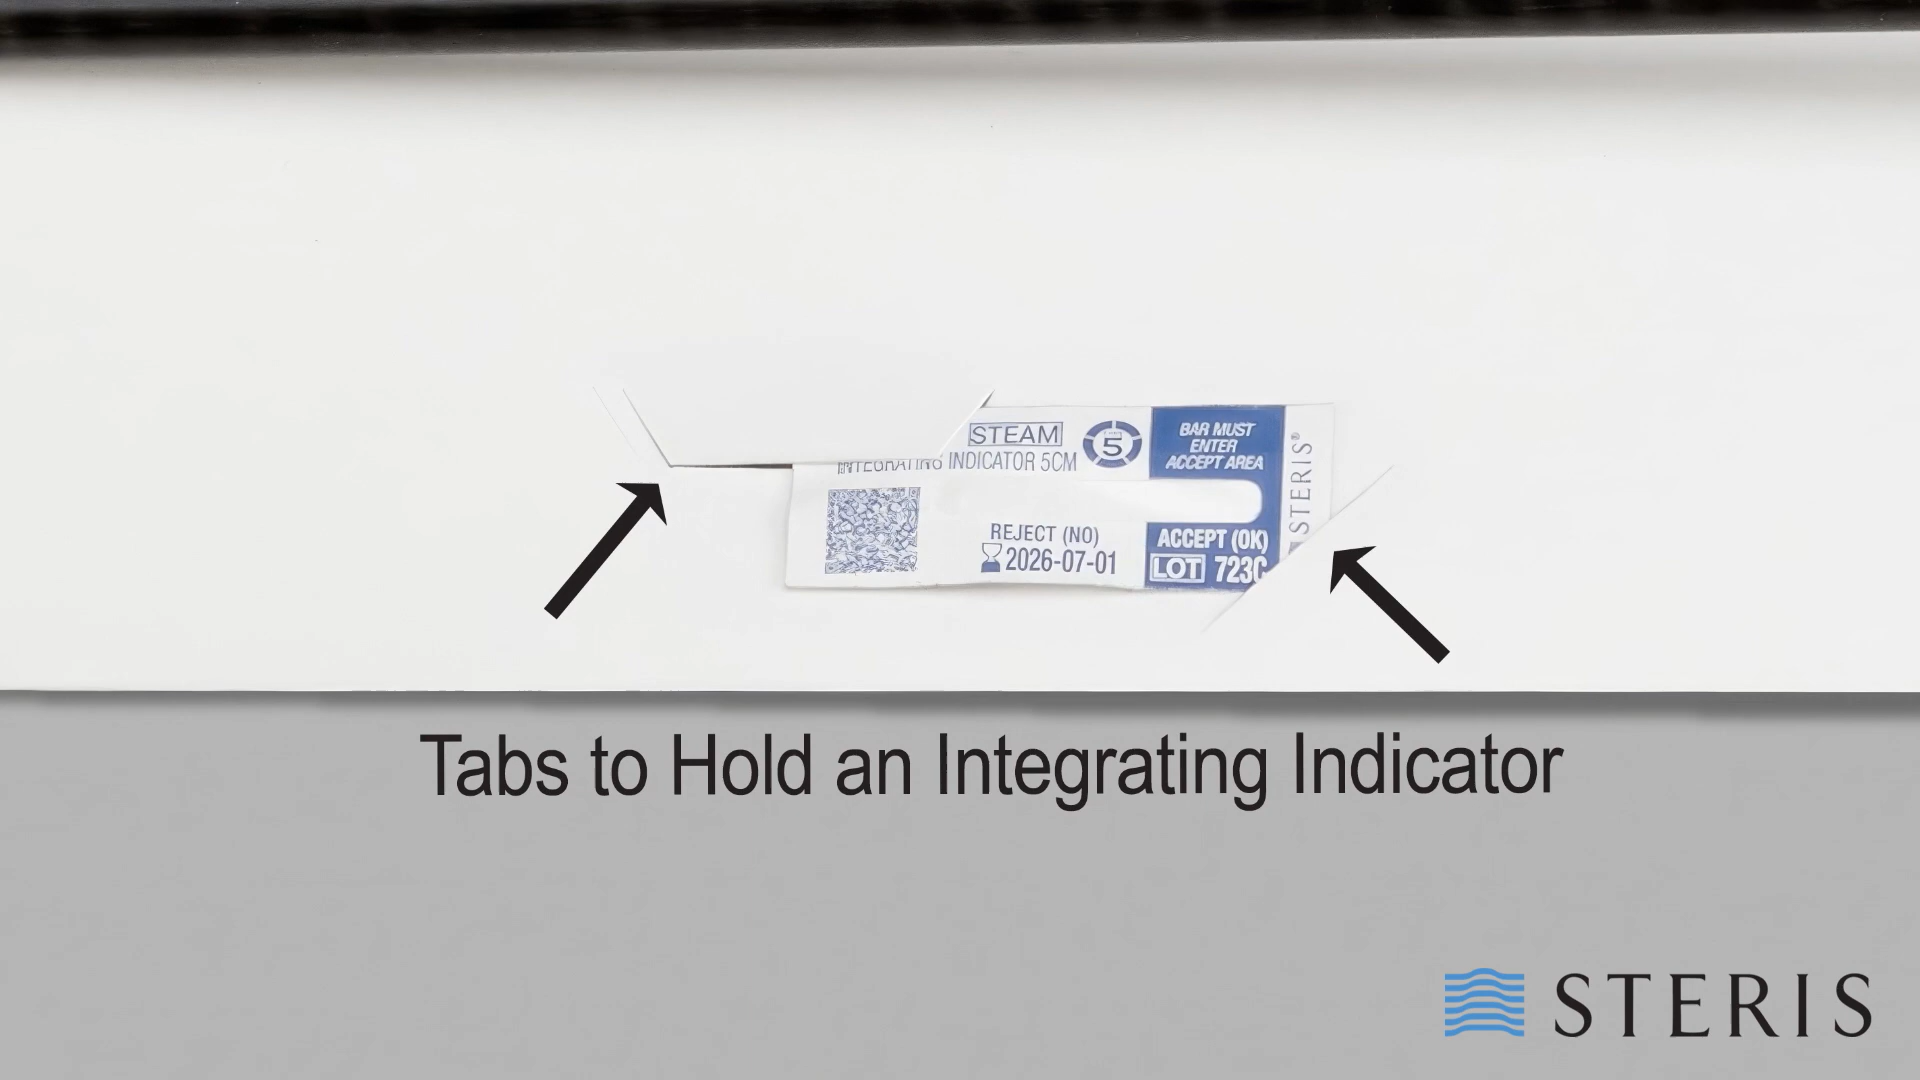 STEAM
5
INTEGRATING INDICATOR 5CM
BAR MUST
ENTER
ACCEPT AREA
STERIS®
REJECT (NO)
2026-07-01
ACCEPT (OK)
LOT 723C
Tabs to Hold an Integrating Indicator
STERIS